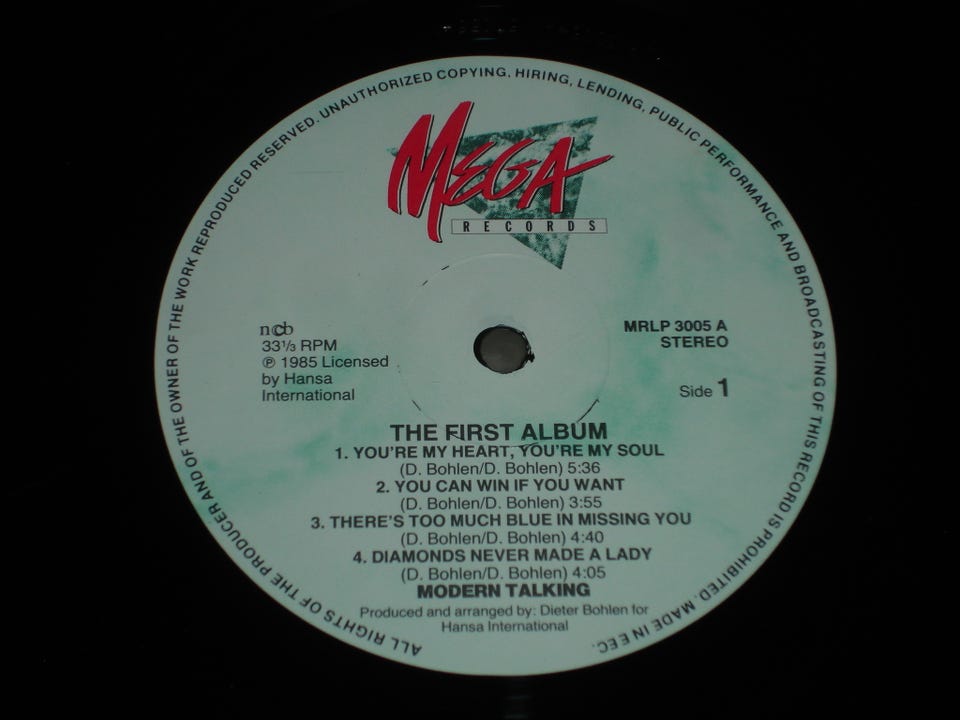 ALL RIGHTS OF THE PRODUCER AND OF THE OWNER OF THE WORK REPRODUCED RESERVED. UNAUTHORIZED COPYING, HIRING, LENDING, PUBLIC PERFORMANCE AND BROADCASTING OF THIS RECORD IS PROHIBITED. MADE IN EEC.
MEGA
RECORDS
ncb
33⅓ RPM
℗ 1985 Licensed
by Hansa
International
MRLP 3005 A
STEREO
Side 1
THE FIRST ALBUM
1. YOU'RE MY HEART, YOU'RE MY SOUL
(D. Bohlen/D. Bohlen) 5:36
2. YOU CAN WIN IF YOU WANT
(D. Bohlen/D. Bohlen) 3:55
3. THERE'S TOO MUCH BLUE IN MISSING YOU
(D. Bohlen/D. Bohlen) 4:40
4. DIAMONDS NEVER MADE A LADY
(D. Bohlen/D. Bohlen) 4:05
MODERN TALKING
Produced and arranged by: Dieter Bohlen for
Hansa International